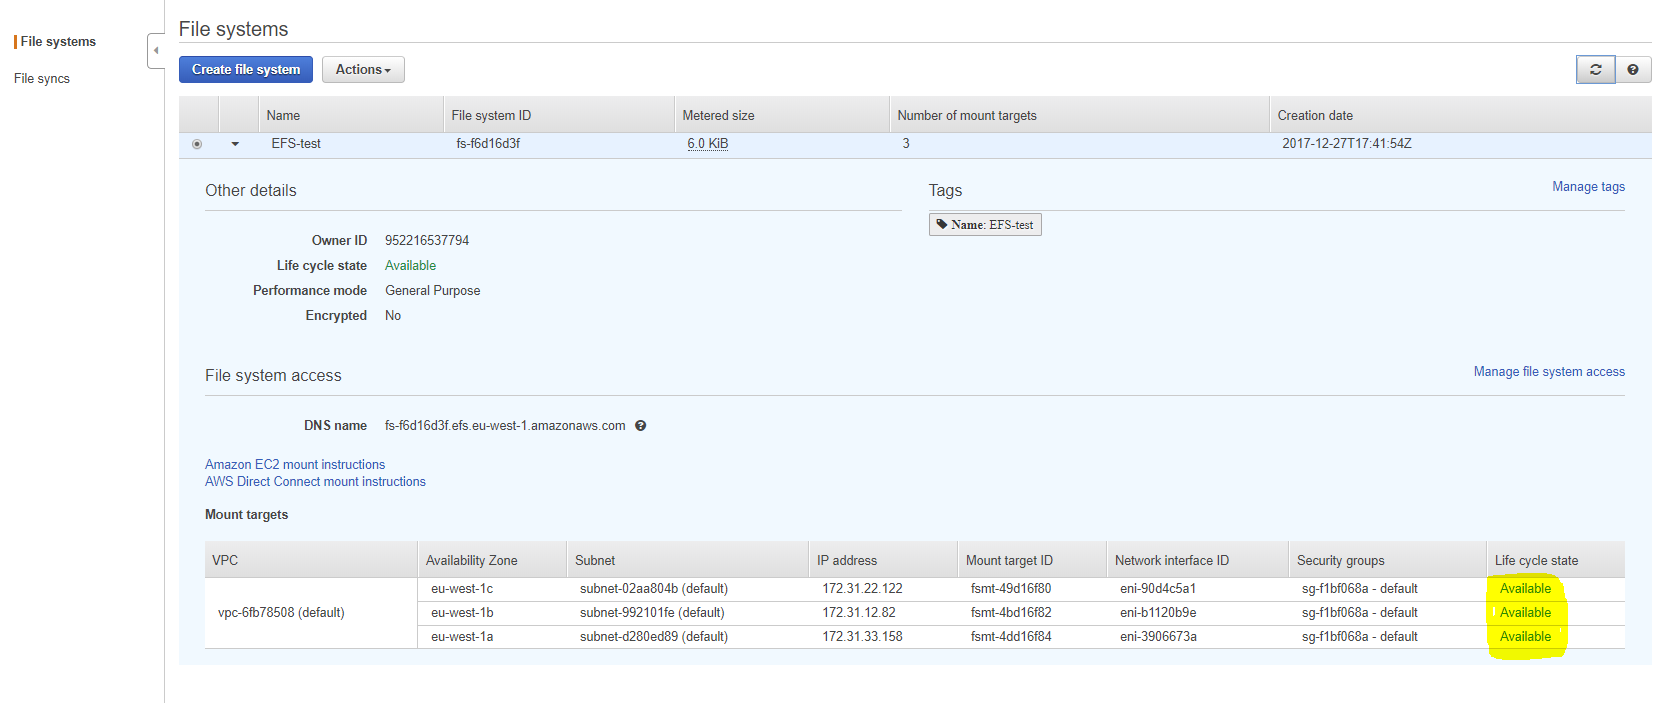 File systems
File syncs
File systems
Create file system Actions
Name File system ID Metered size Number of mount targets Creation date
EFS-test fs-f6d16d3f 6.0 KiB 3 2017-12-27T17:41:54Z
Other details
Owner ID 952216537794
Life cycle state Available
Performance mode General Purpose
Encrypted No
Tags Manage tags
Name: EFS-test
File system access Manage file system access
DNS name fs-f6d16d3f.efs.eu-west-1.amazonaws.com ?
Amazon EC2 mount instructions
AWS Direct Connect mount instructions
Mount targets
VPC Availability Zone Subnet IP address Mount target ID Network interface ID Security groups Life cycle state
eu-west-1c subnet-02aa804b (default) 172.31.22.122 fsmt-49d16f80 eni-90d4c5a1 sg-f1bf068a - default Available
vpc-6fb78508 (default) eu-west-1b subnet-992101fe (default) 172.31.12.82 fsmt-4bd16f82 eni-b1120b9e sg-f1bf068a - default Available
eu-west-1a subnet-d280ed89 (default) 172.31.33.158 fsmt-4dd16f84 eni-3906673a sg-f1bf068a - default Available